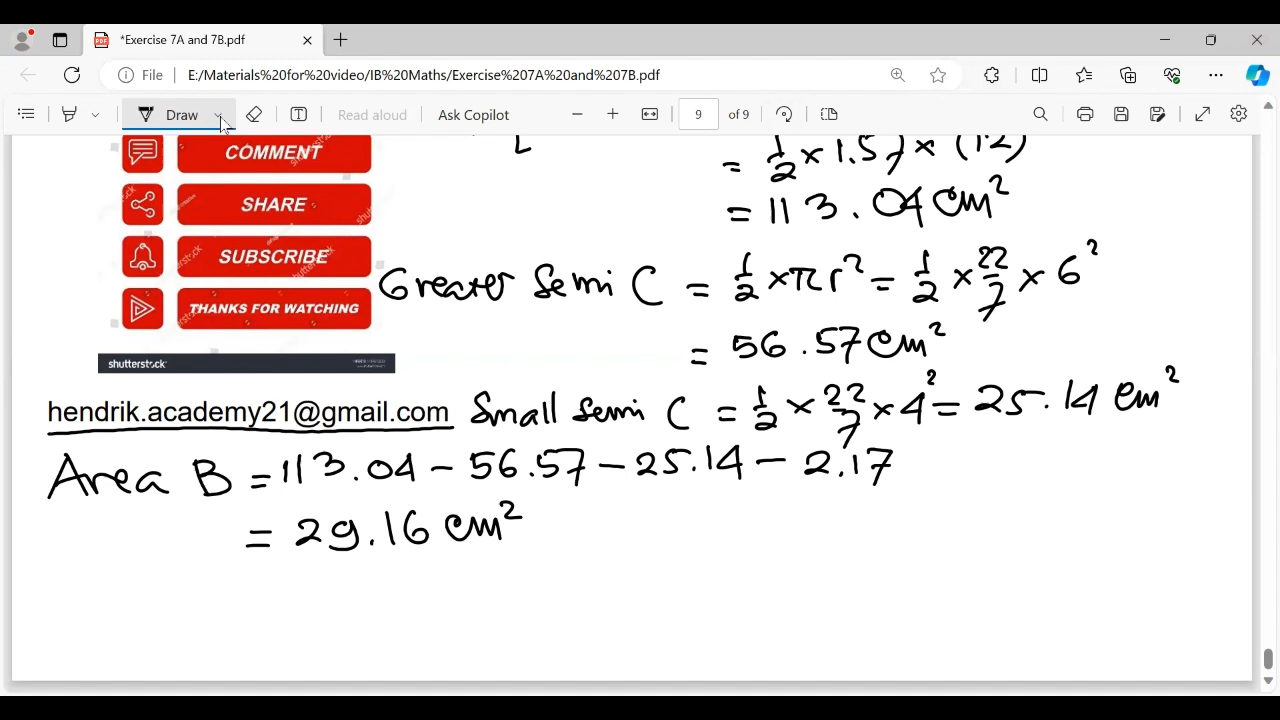 *Exercise 7A and 7B.pdf
File E:/Materials%20for%20video/IB%20Maths/Exercise%207A%20and%207B.pdf
Draw Read aloud Ask Copilot 9 of 9
= 1/2 × 1.57 × (12)
= 113.04 cm²
COMMENT
SHARE
SUBSCRIBE
THANKS FOR WATCHING
shutterstock
Greater Semi C = 1/2 × πr² = 1/2 × 22/7 × 6²
= 56.57 cm²
hendrik.academy21@gmail.com Small Semi C = 1/2 × 22/7 × 4² = 25.14 cm²
Area B = 113.04 − 56.57 − 25.14 − 2.17
= 29.16 cm²